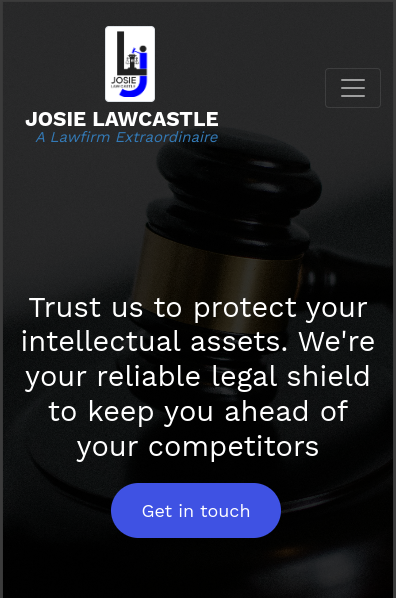 JOSIE
JOSIE LAWCASTLE
A Lawfirm Extraordinaire
Trust us to protect your
intellectual assets. We're
your reliable legal shield
to keep you ahead of
your competitors
Get in touch